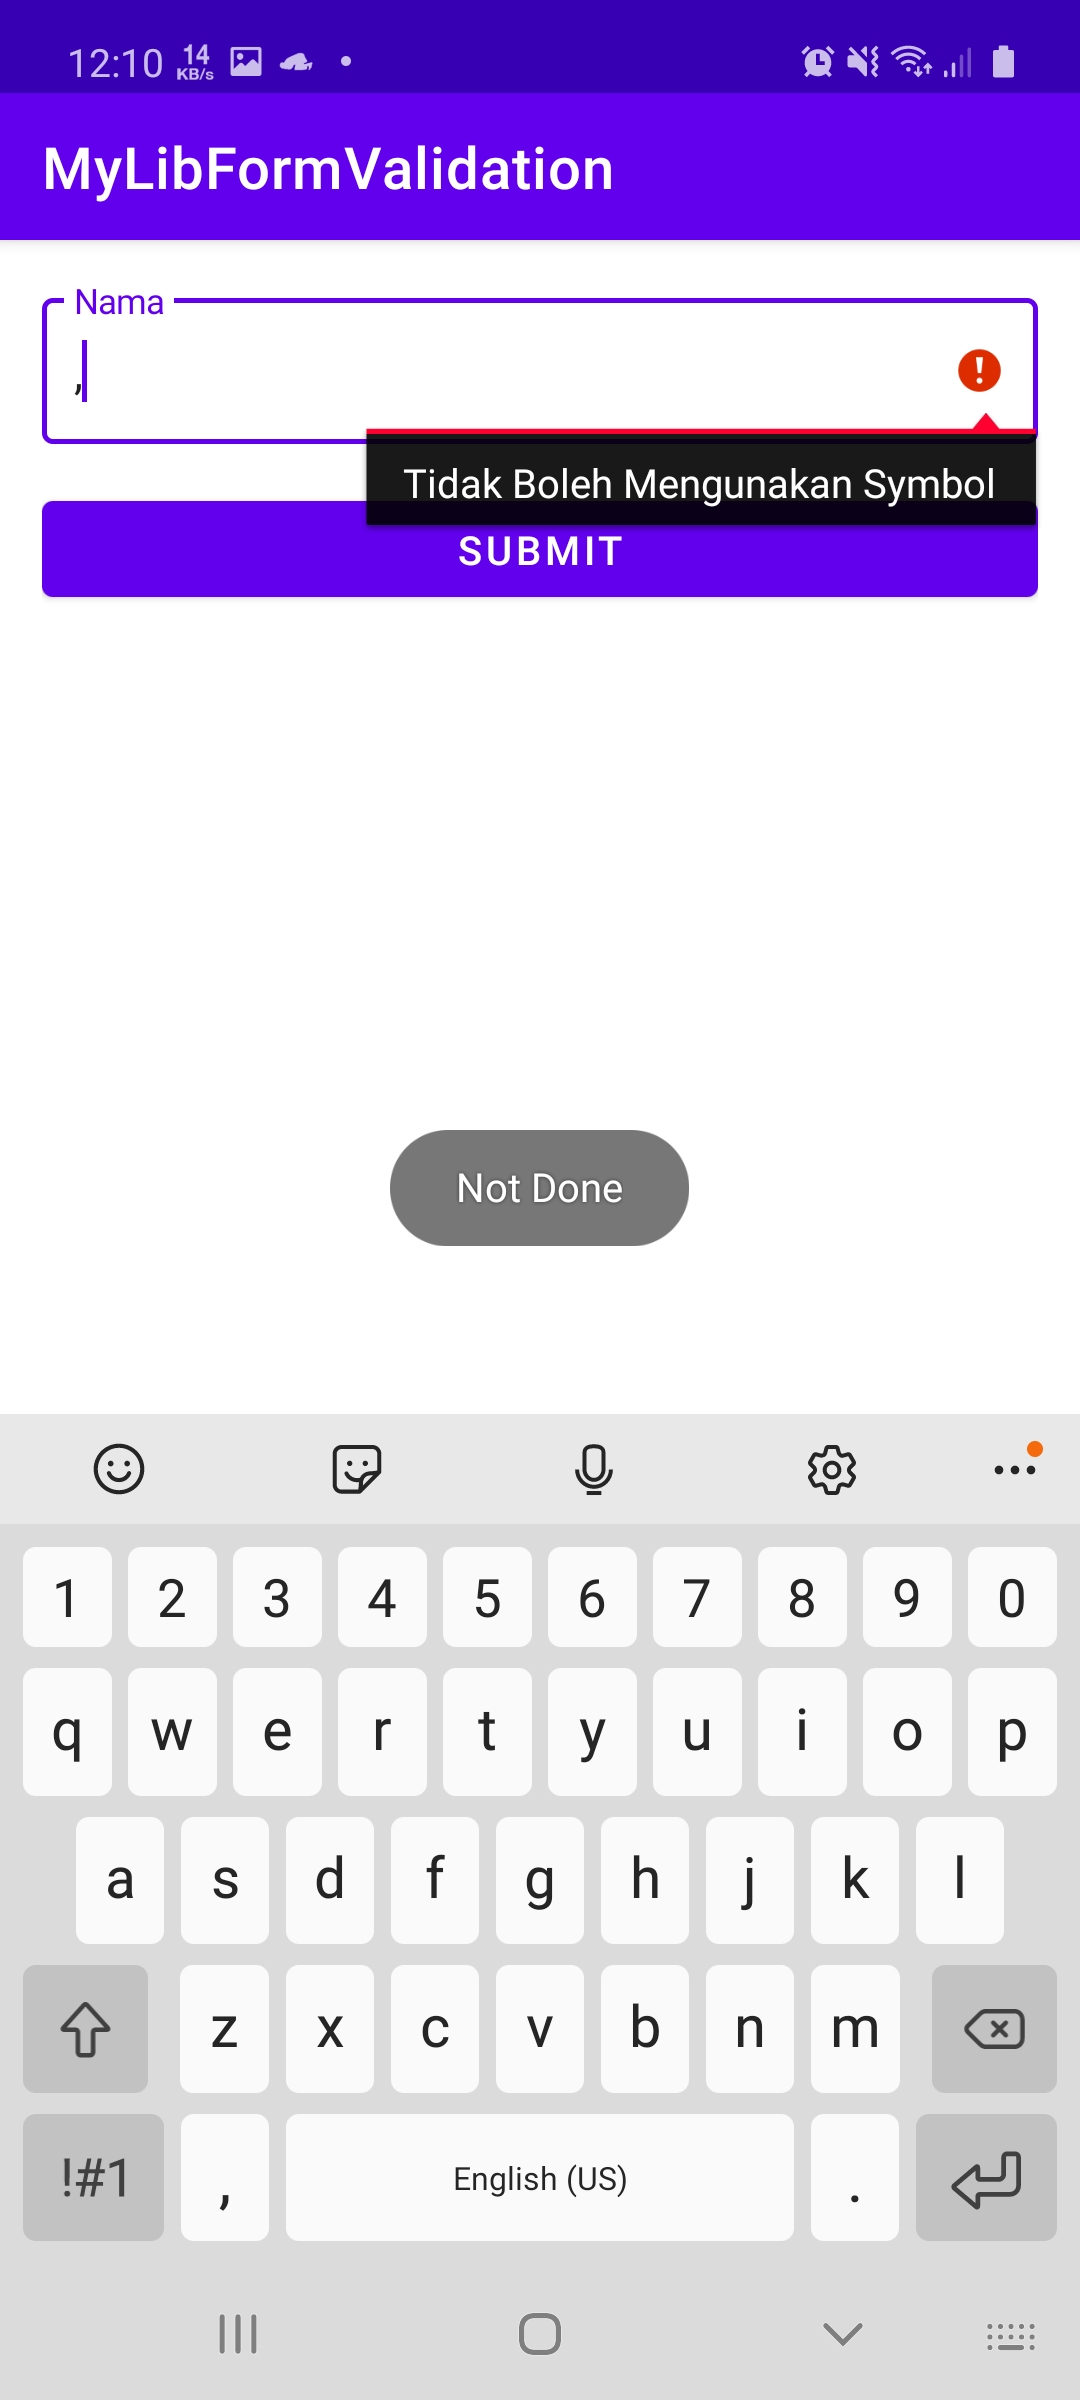 12:10 14 KB/s
MyLibFormValidation
Nama
,
Tidak Boleh Mengunakan Symbol
SUBMIT
Not Done
1 2 3 4 5 6 7 8 9 0
q w e r t y u i o p
a s d f g h j k l
z x c v b n m
!#1 , English (US) .